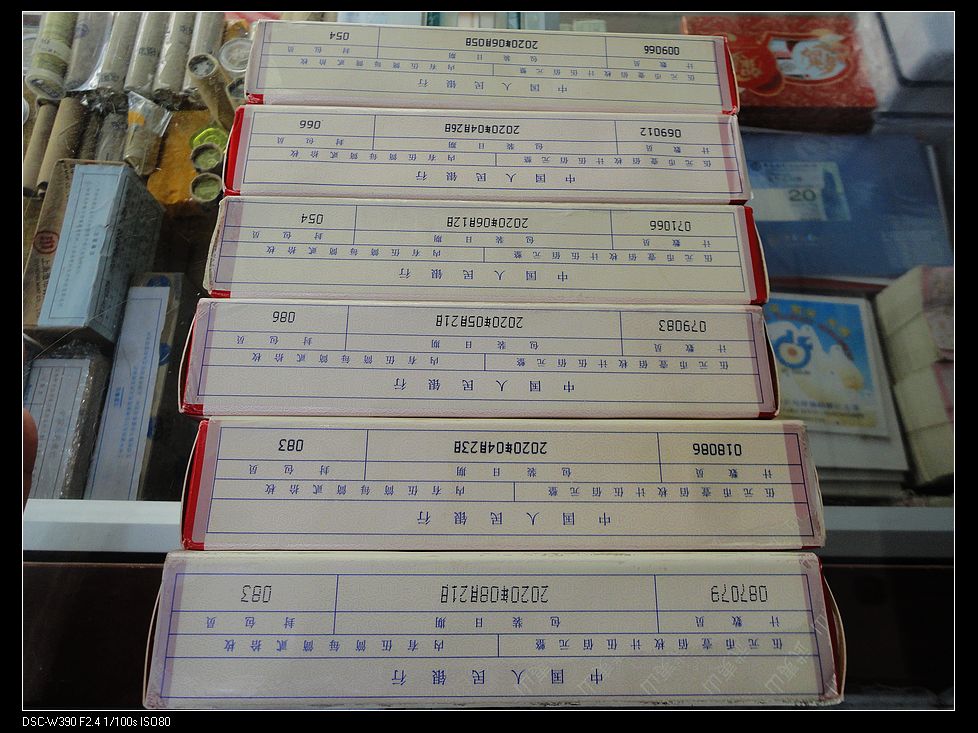 中国人民银行
伍元币壹佰枚计伍佰元整 内有伍筒每筒贰拾枚
计数员 包装日期 封包员
087079 2020年08月21日 083
中国人民银行
伍元币壹佰枚计伍佰元整 内有伍筒每筒贰拾枚
计数员 包装日期 封包员
018086 2020年04月23日 083
中国人民银行
伍元币壹佰枚计伍佰元整 内有伍筒每筒贰拾枚
计数员 包装日期 封包员
079083 2020年05月21日 086
中国人民银行
伍元币壹佰枚计伍佰元整 内有伍筒每筒贰拾枚
计数员 包装日期 封包员
071066 2020年06月12日 054
中国人民银行
伍元币壹佰枚计伍佰元整 内有伍筒每筒贰拾枚
计数员 包装日期 封包员
069012 2020年04月26日 066
中国人民银行
伍元币壹佰枚计伍佰元整 内有伍筒每筒贰拾枚
计数员 包装日期 封包员
009066 2020年06月05日 054
20
DSC-W390 F2.4 1/100s ISO80